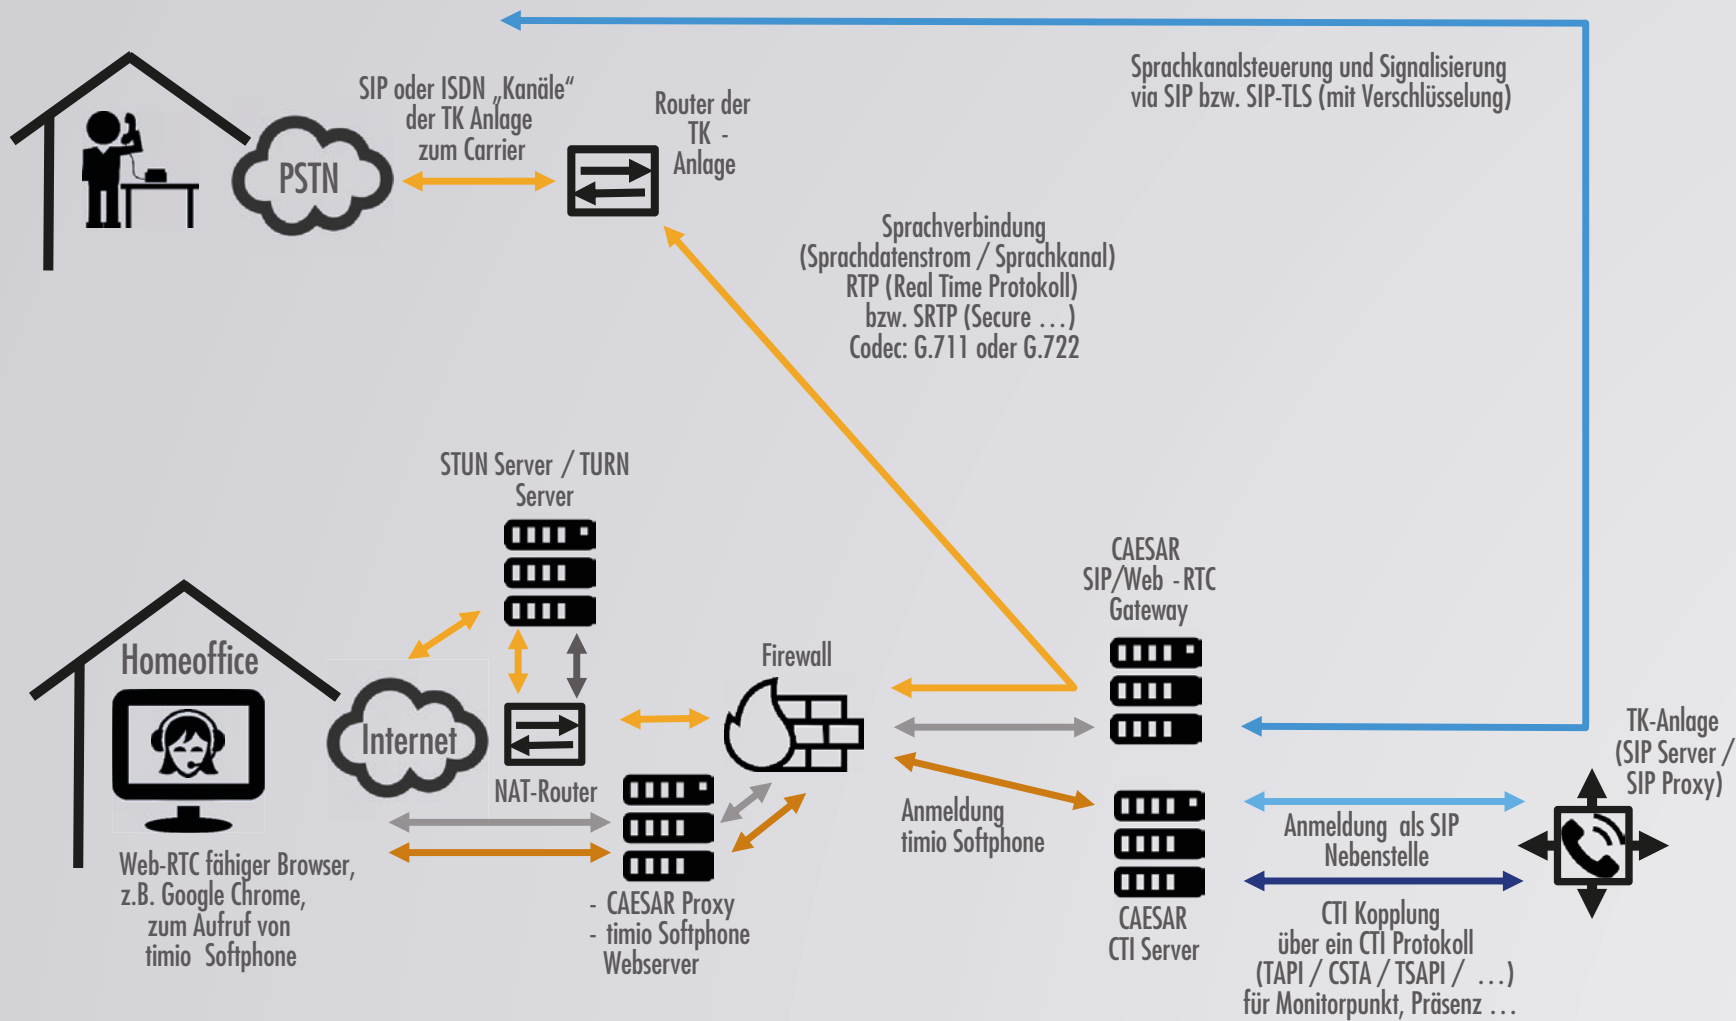 Sprachkanalsteuerung und Signalisierung
via SIP bzw. SIP-TLS (mit Verschlüsselung)
SIP oder ISDN „Kanäle“
der TK Anlage
zum Carrier
Router der
TK -
Anlage
PSTN
Sprachverbindung
(Sprachdatenstrom / Sprachkanal)
RTP (Real Time Protokoll)
bzw. SRTP (Secure ...)
Codec: G.711 oder G.722
STUN Server / TURN
Server
CAESAR
SIP/Web - RTC
Gateway
Homeoffice
Firewall
Internet
NAT-Router
TK-Anlage
(SIP Server /
SIP Proxy)
Anmeldung
timio Softphone
Anmeldung als SIP
Nebenstelle
Web-RTC fähiger Browser,
z.B. Google Chrome,
zum Aufruf von
timio Softphone
- CAESAR Proxy
- timio Softphone
Webserver
CAESAR
CTI Server
CTI Kopplung
über ein CTI Protokoll
(TAPI / CSTA / TSAPI / ...)
für Monitorpunkt, Präsenz ...